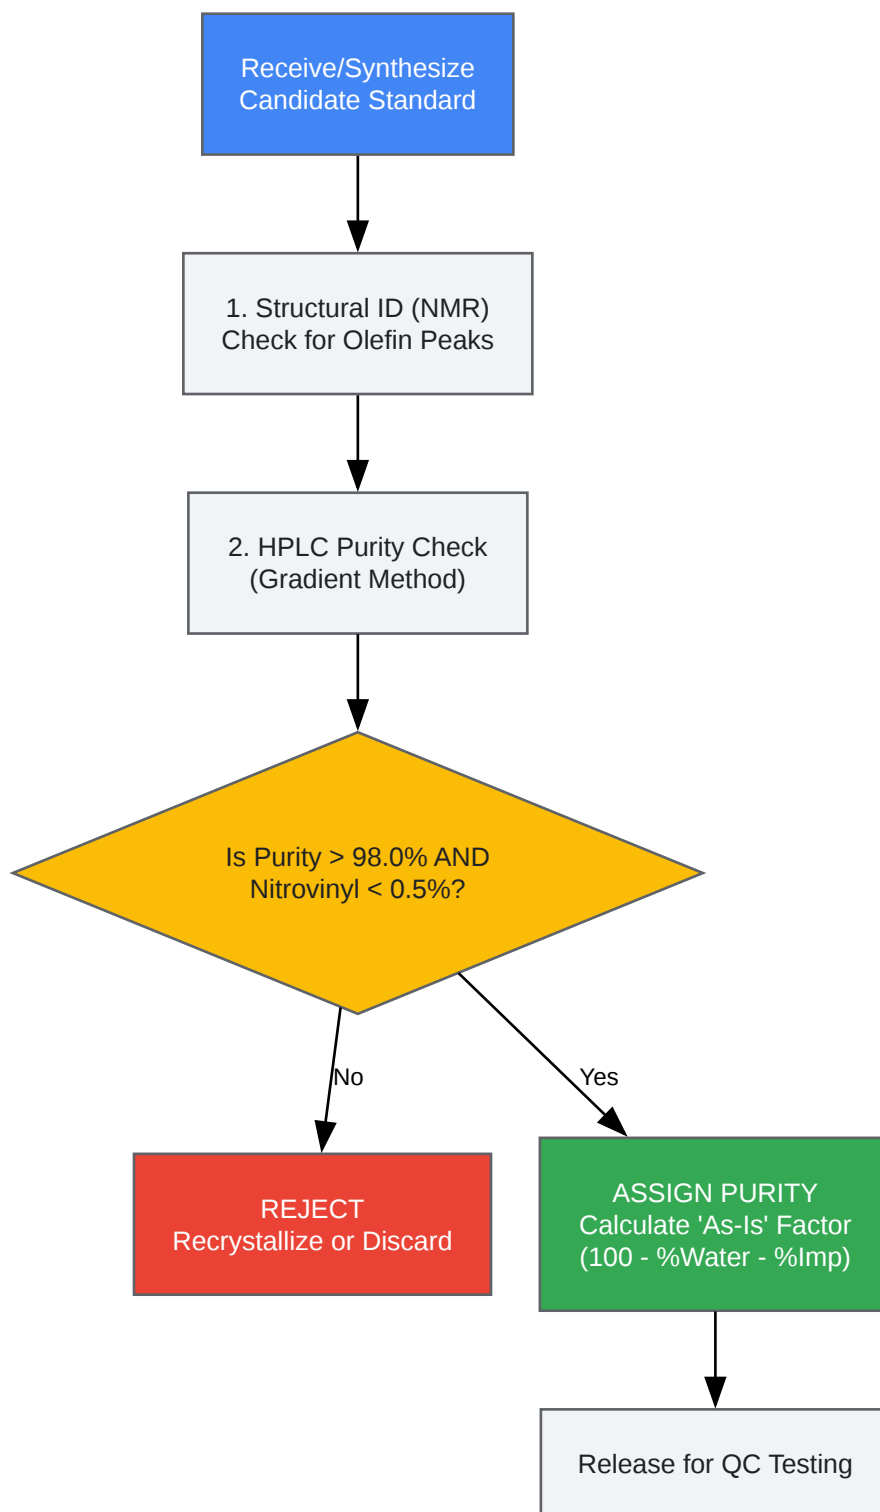 Receive/Synthesize
Candidate Standard
1. Structural ID (NMR)
Check for Olefin Peaks
2. HPLC Purity Check
(Gradient Method)
Is Purity > 98.0% AND
Nitrovinyl < 0.5%?
No
Yes
REJECT
Recrystallize or Discard
ASSIGN PURITY
Calculate 'As-Is' Factor
(100 - %Water - %Imp)
Release for QC Testing